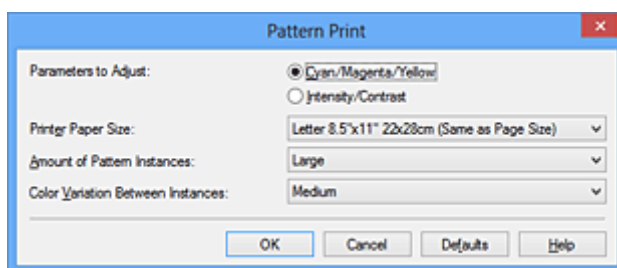 Pattern Print
Parameters to Adjust:
Cyan/Magenta/Yellow
Intensity/Contrast
Printer Paper Size:
Letter 8.5"x11" 22x28cm (Same as Page Size)
Amount of Pattern Instances:
Large
Color Variation Between Instances:
Medium
OK Cancel Defaults Help